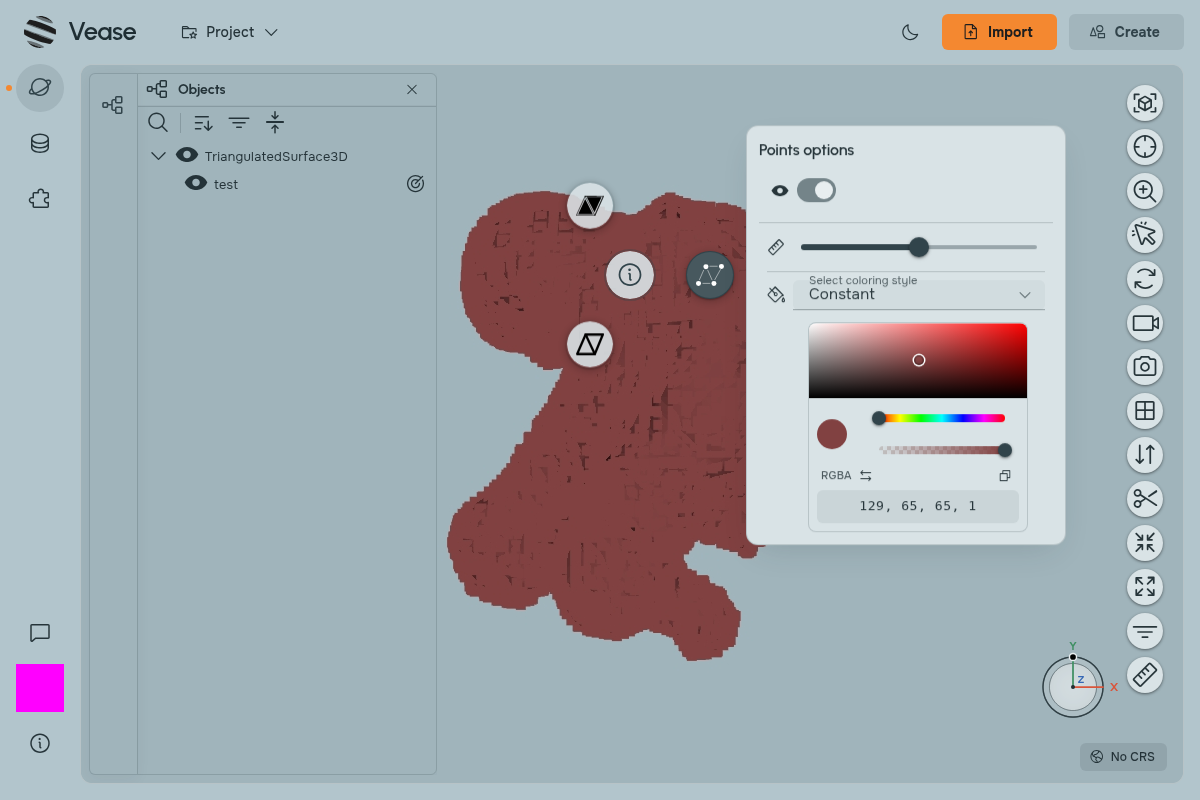 Vease
Project
Import
Create
Objects
TriangulatedSurface3D
test
Points options
Select coloring style
Constant
RGBA
129, 65, 65, 1
Y
Z
X
No CRS